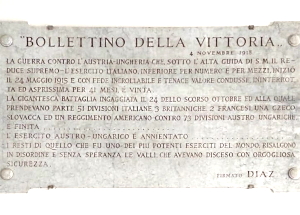 "BOLLETTINO DELLA VITTORIA„
4 NOVEMBRE 1918
LA GUERRA CONTRO L'AUSTRIA-UNGHERIA CHE, SOTTO L'ALTA GUIDA DI S.M. IL
RE DUCE SUPREMO - L'ESERCITO ITALIANO, INFERIORE PER NUMERO E PER MEZZI, INIZIÒ
IL 24 MAGGIO 1915 E CON FEDE INCROLLABILE E TENACE VALORE CONDUSSE ININTERROT
TA ED ASPRISSIMA PER 41 MESI, E VINTA.
LA GIGANTESCA BATTAGLIA INGAGGIATA IL 24 DELLO SCORSO OTTOBRE ED ALLA QUALE
PRENDEVANO PARTE 51 DIVISIONI ITALIANE 3 BRITANNICHE 2 FRANCESI UNA CZECO
SLOVACCA ED UN REGGIMENTO AMERICANO CONTRO 73 DIVISIONI AUSTRO-UNGARICHE
È FINITA
L'ESERCITO AUSTRO-UNGARICO È ANNIENTATO
I RESTI DI QUELLO CHE FU UNO DEI PIÙ POTENTI ESERCITI DEL MONDO RISALGONO
IN DISORDINE E SENZA SPERANZA LE VALLI CHE AVEVANO DISCESO CON ORGOGLIOSA
SICUREZZA.
FIRMATO DIAZ